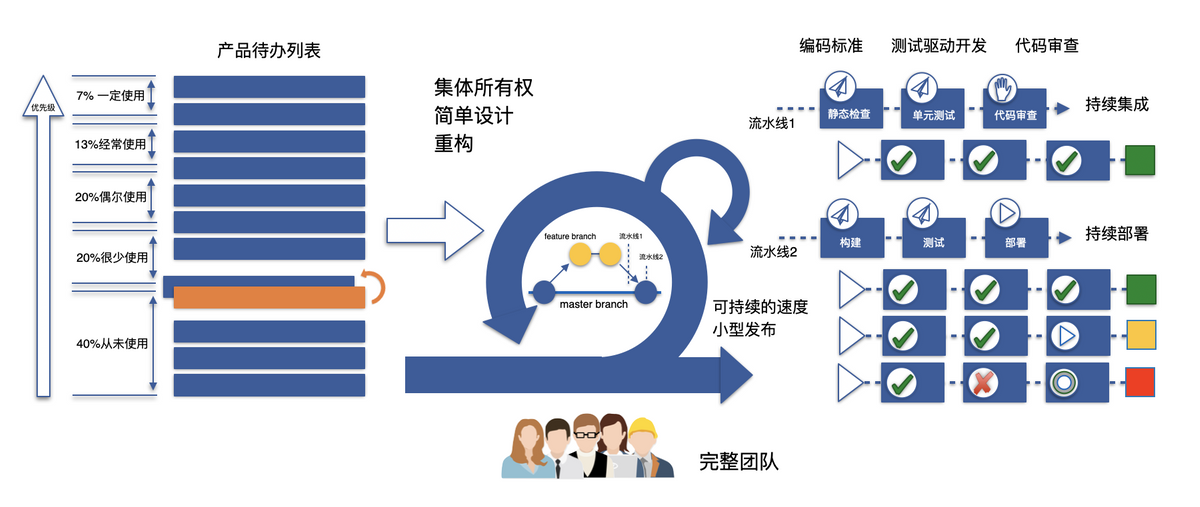 产品待办列表
优先级
7% 一定使用
13%经常使用
20%偶尔使用
20%很少使用
40%从未使用
集体所有权
简单设计
重构
feature branch
流水线1
流水线2
master branch
可持续的速度
小型发布
完整团队
编码标准 测试驱动开发 代码审查
流水线1
静态检查 单元测试 代码审查
持续集成
流水线2
构建 测试 部署
持续部署